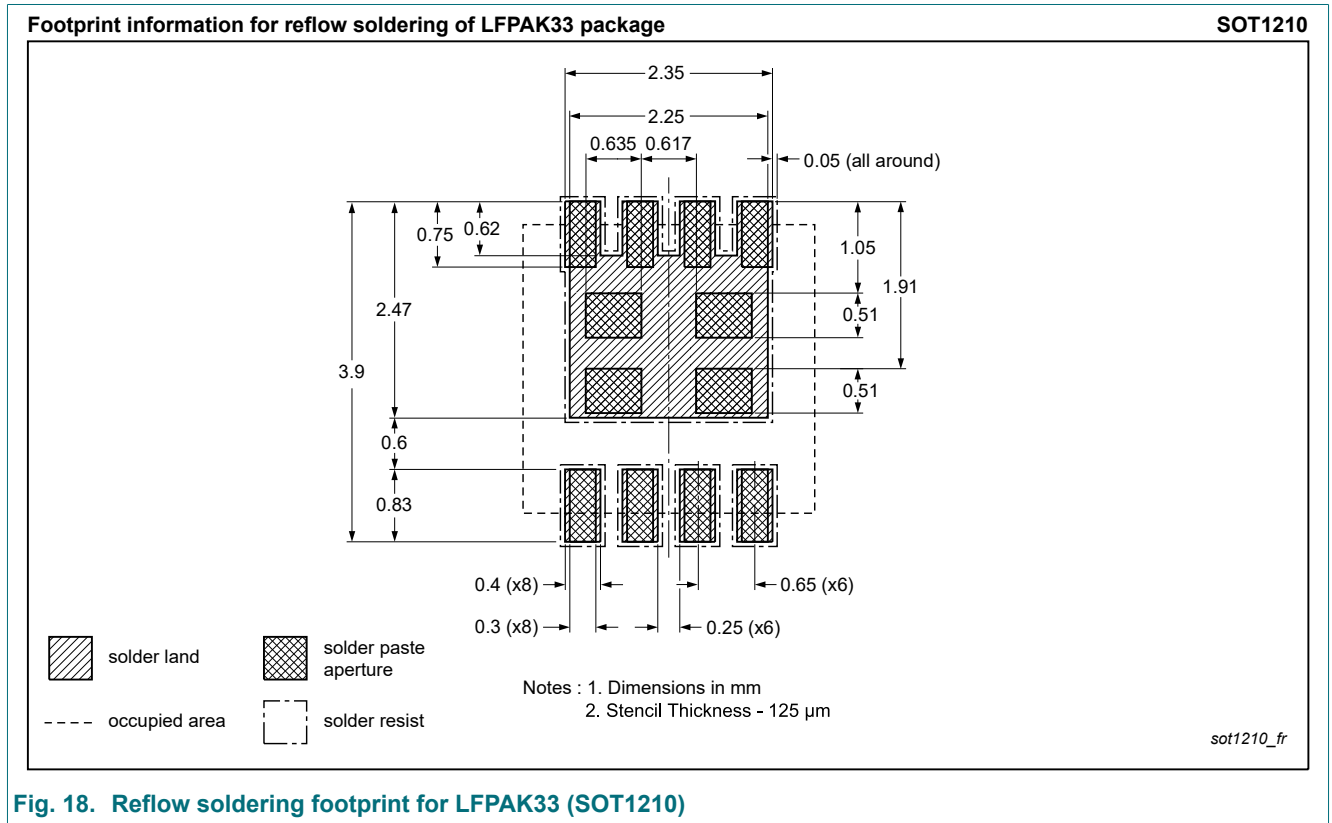 Footprint information for reflow soldering of LFPAK33 package SOT1210
2.35
2.25
0.635 0.617
0.05 (all around)
0.75 0.62
1.05
1.91
2.47
0.51
3.9
0.51
0.6
0.83
0.4 (x8) 0.65 (x6)
0.3 (x8) 0.25 (x6)
solder land
solder paste
aperture
occupied area
solder resist
Notes : 1. Dimensions in mm
2. Stencil Thickness - 125 µm
sot1210_fr
Fig. 18. Reflow soldering footprint for LFPAK33 (SOT1210)